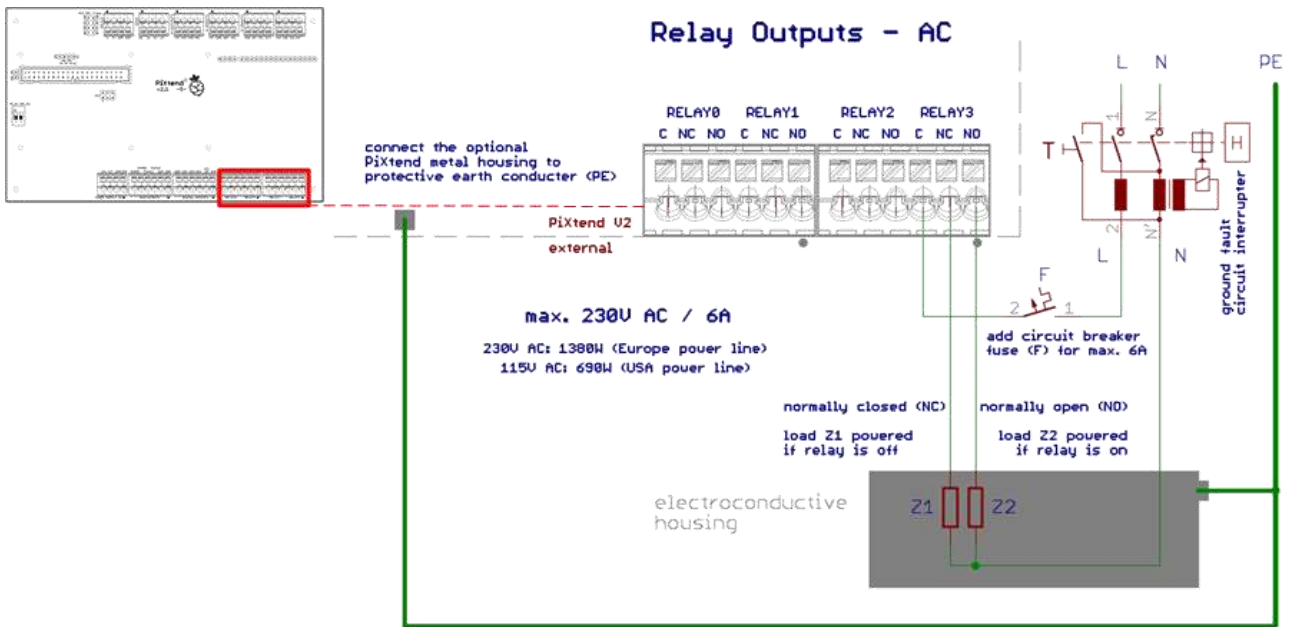 Relay Outputs - AC
L N PE
PiXtend
RELAY0 RELAY1 RELAY2 RELAY3
C NC NO C NC NO C NC NO C NC NO
connect the optional
PiXtend metal housing to
protective earth conducter (PE)
PiXtend V2
external
1 N
T
H
2 N'
L N
ground fault
circuit interrupter
F
2 1
add circuit breaker
fuse (F) for max. 6A
max. 230V AC / 6A
230V AC: 1380W (Europe power line)
115V AC: 690W (USA power line)
normally closed (NC)
load Z1 powered
if relay is off
normally open (NO)
load Z2 powered
if relay is on
electroconductive
housing
Z1 Z2